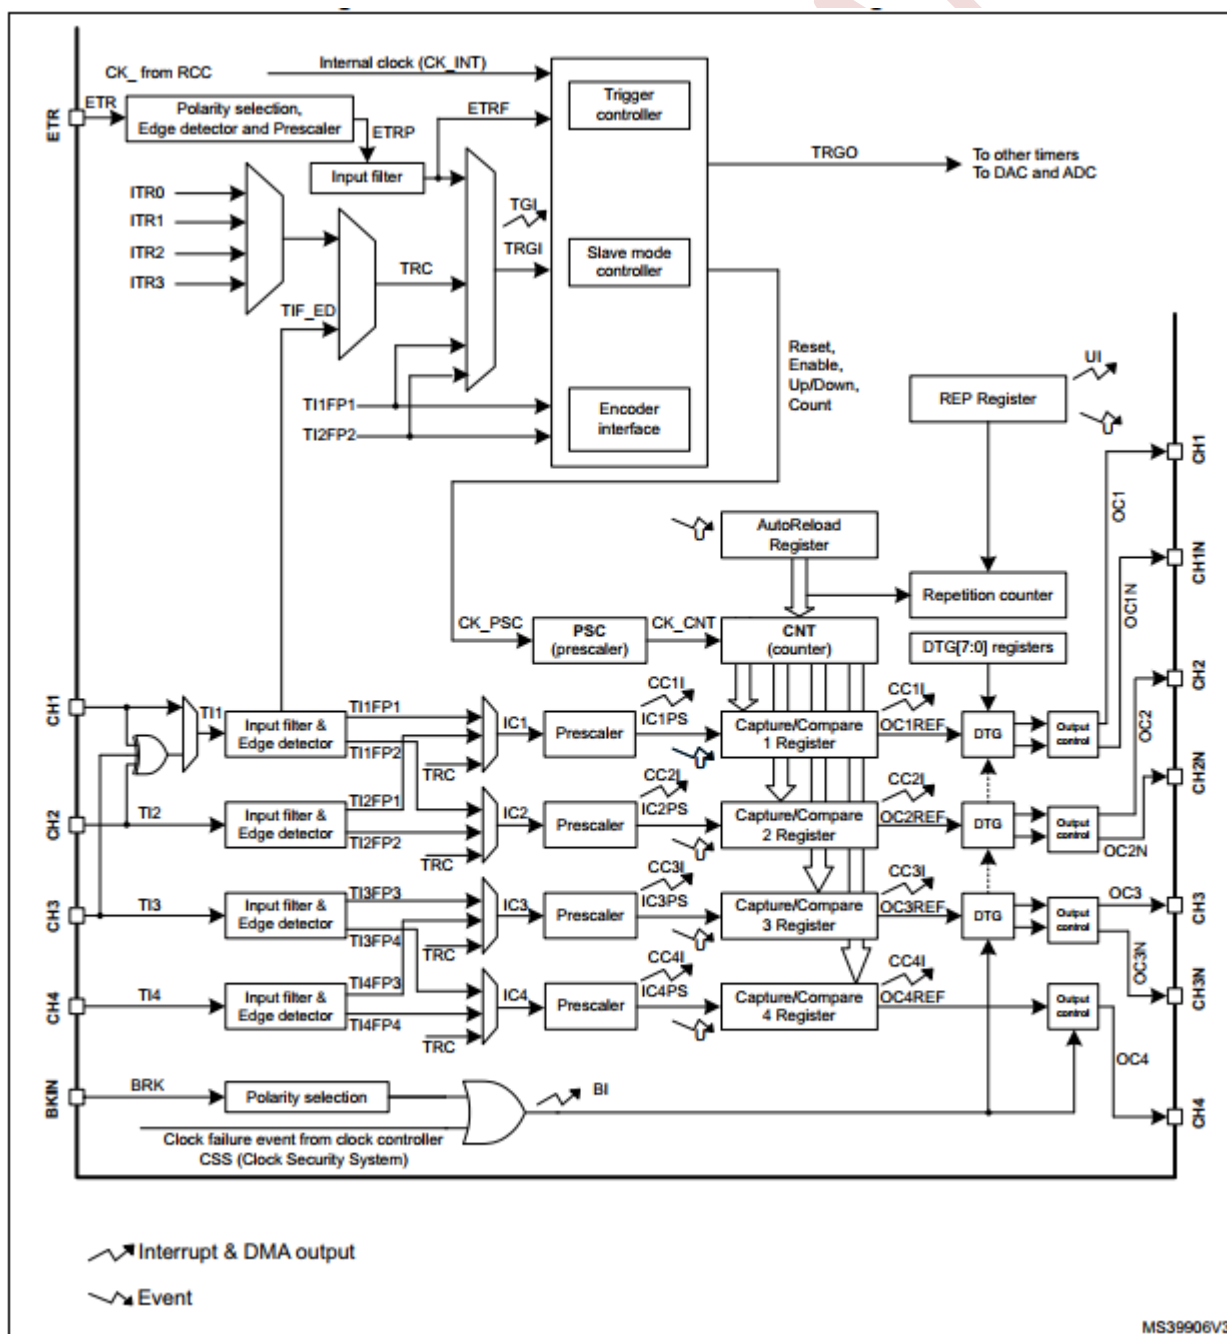 Internal clock (CK_INT)
CK_ from RCC
ETR
ETR
Polarity selection,
Edge detector and Prescaler
ETRP
ETRF
Trigger
controller
TRGO
To other timers
To DAC and ADC
Input filter
ITR0
ITR1
ITR2
ITR3
TGI
TRGI
TRC
Slave mode
controller
TIF_ED
Reset,
Enable,
Up/Down,
Count
TI1FP1
TI2FP2
Encoder
interface
UI
REP Register
AutoReload
Register
Repetition counter
CK_PSC
PSC
(prescaler)
CK_CNT
CNT
(counter)
DTG[7:0] registers
CH1
TI1
Input filter &
Edge detector
TI1FP1
TI1FP2
TRC
IC1
Prescaler
CC1I
IC1PS
Capture/Compare
1 Register
CC1I
OC1REF
DTG
Output
control
OC1
CH1
OC1N
CH1N
CH2
TI2
Input filter &
Edge detector
TI2FP1
TI2FP2
TRC
IC2
Prescaler
CC2I
IC2PS
Capture/Compare
2 Register
CC2I
OC2REF
DTG
Output
control
OC2
CH2
OC2N
CH2N
CH3
TI3
Input filter &
Edge detector
TI3FP3
TI3FP4
TRC
IC3
Prescaler
CC3I
IC3PS
Capture/Compare
3 Register
CC3I
OC3REF
DTG
Output
control
OC3
CH3
OC3N
CH3N
CH4
TI4
Input filter &
Edge detector
TI4FP3
TI4FP4
TRC
IC4
Prescaler
CC4I
IC4PS
Capture/Compare
4 Register
CC4I
OC4REF
Output
control
OC4
CH4
BKIN
BRK
Polarity selection
BI
Clock failure event from clock controller
CSS (Clock Security System)
Interrupt & DMA output
Event
MS39906V3